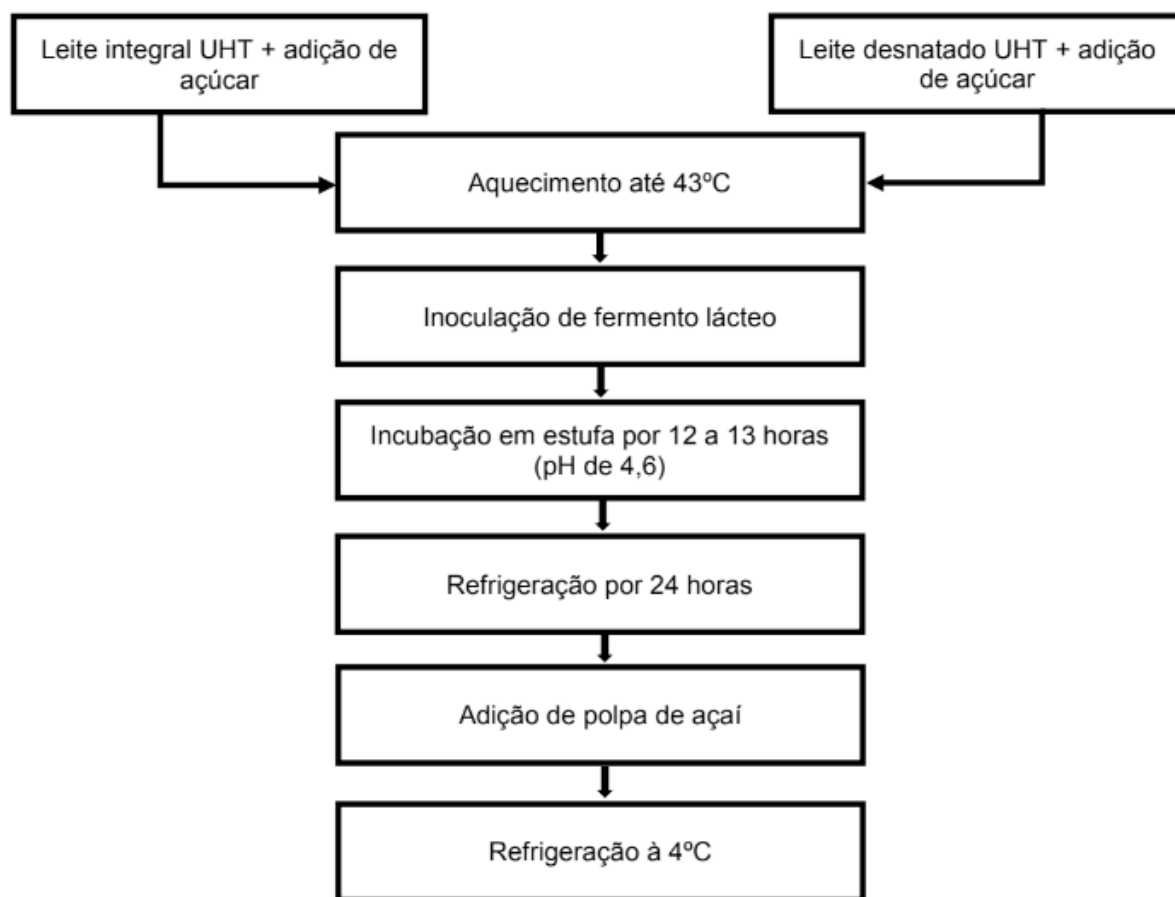 Leite integral UHT + adição de
açúcar
Leite desnatado UHT + adição
de açúcar
Aquecimento até 43ºC
Inoculação de fermento lácteo
Incubação em estufa por 12 a 13 horas
(pH de 4,6)
Refrigeração por 24 horas
Adição de polpa de açaí
Refrigeração à 4ºC